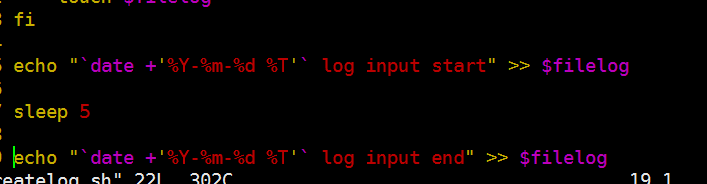 fi
echo "`date +'%Y-%m-%d %T'` log input start" >> $filelog
sleep 5
echo "`date +'%Y-%m-%d %T'` log input end" >> $filelog
eatelog.sh" 22L, 302C 19,1